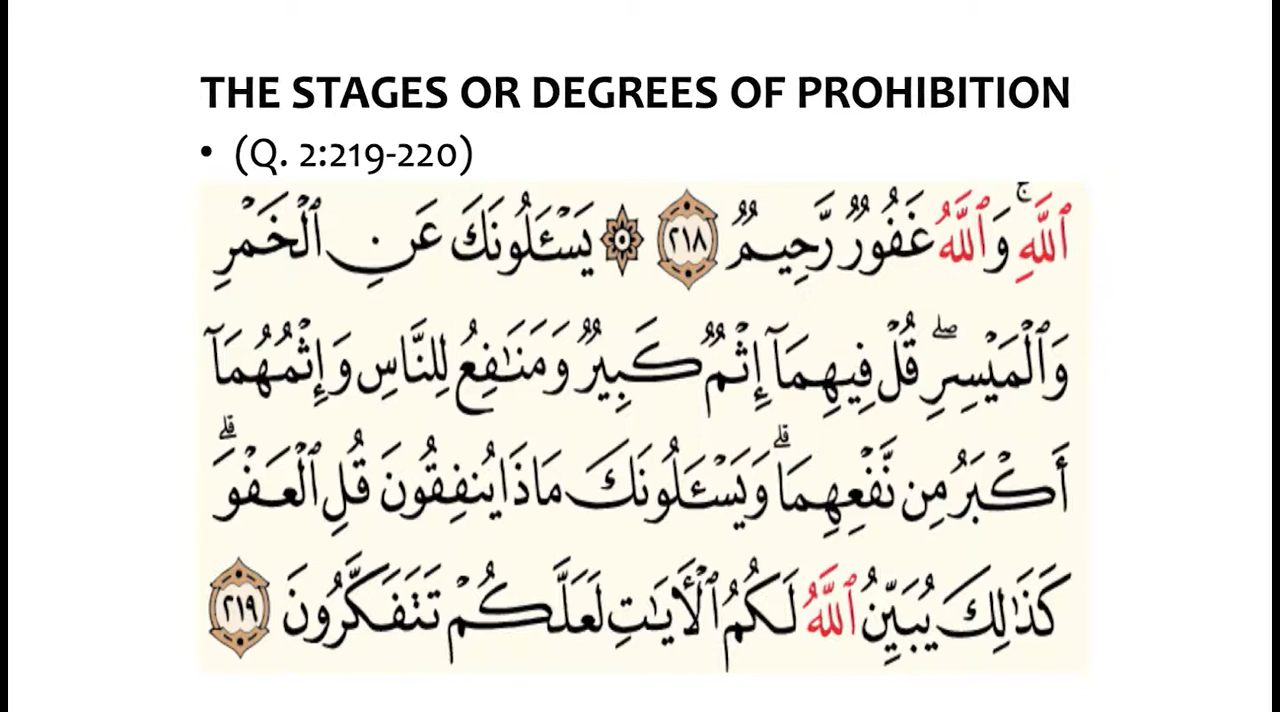 THE STAGES OR DEGREES OF PROHIBITION
• (Q. 2:219-220)
ٱللَّهِۚ وَٱللَّهُ غَفُورٞ رَّحِيمٞ ٢١٨ ۞ يَسۡـَٔلُونَكَ عَنِ ٱلۡخَمۡرِ
وَٱلۡمَيۡسِرِۖ قُلۡ فِيهِمَآ إِثۡمٞ كَبِيرٞ وَمَنَٰفِعُ لِلنَّاسِ وَإِثۡمُهُمَآ
أَكۡبَرُ مِن نَّفۡعِهِمَاۗ وَيَسۡـَٔلُونَكَ مَاذَا يُنفِقُونَ قُلِ ٱلۡعَفۡوَۗ
كَذَٰلِكَ يُبَيِّنُ ٱللَّهُ لَكُمُ ٱلۡأٓيَٰتِ لَعَلَّكُمۡ تَتَفَكَّرُونَ ٢١٩